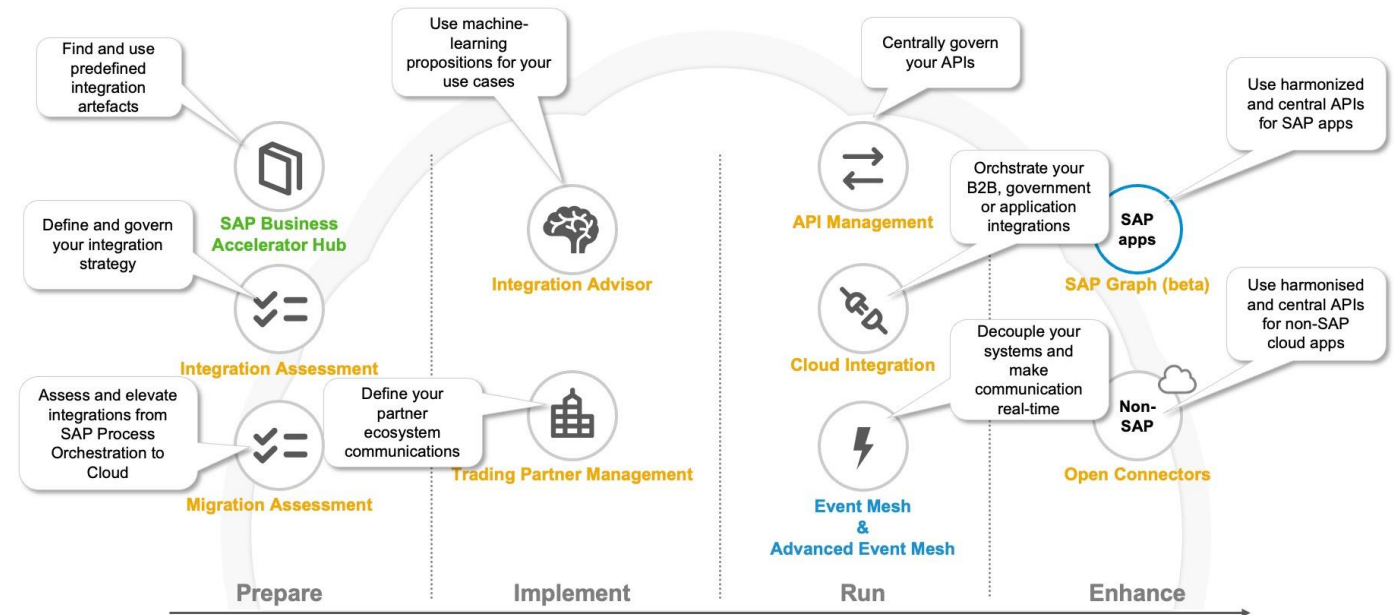 Find and use
predefined
integration
artefacts
SAP Business
Accelerator Hub
Define and govern
your integration
strategy
Integration Assessment
Assess and elevate
integrations from
SAP Process
Orchestration to
Cloud
Migration Assessment
Use machine-
learning
propositions for your
use cases
Integration Advisor
Define your
partner
ecosystem
communications
Trading Partner Management
Centrally govern
your APIs
API Management
Orchstrate your
B2B, government
or application
integrations
Cloud Integration
Decouple your
systems and
make
communication
real-time
Event Mesh
&
Advanced Event Mesh
Use harmonized
and central APIs
for SAP apps
SAP
apps
SAP Graph (beta)
Use harmonised
and central APIs
for non-SAP
cloud apps
Non-
SAP
Open Connectors
Prepare
Implement
Run
Enhance